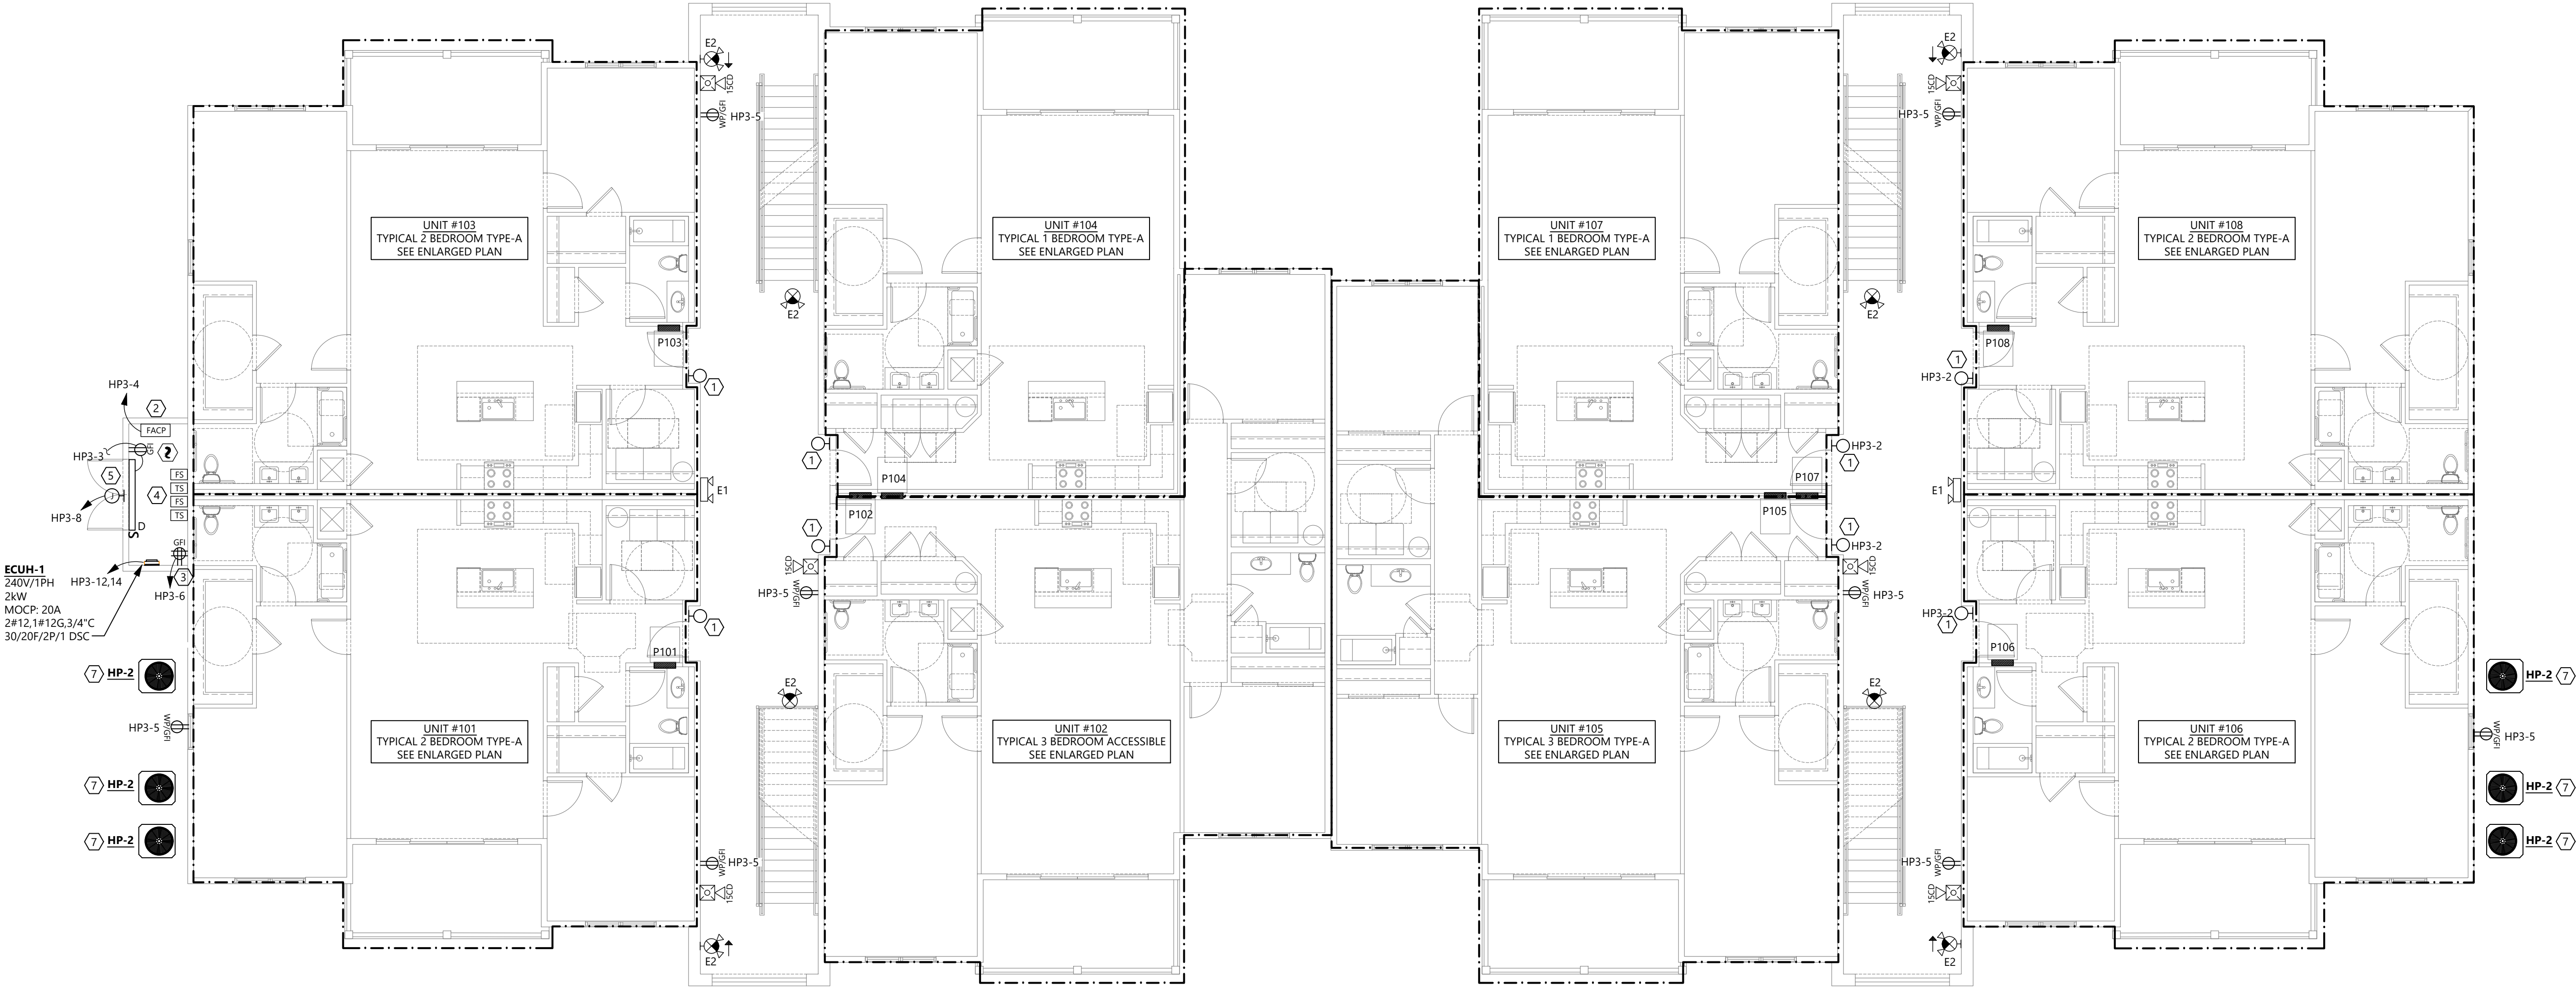 E2
15CD
WP/GFI
HP3-5
UNIT #103
TYPICAL 2 BEDROOM TYPE-A
SEE ENLARGED PLAN
P103
1
E2
UNIT #104
TYPICAL 1 BEDROOM TYPE-A
SEE ENLARGED PLAN
1
P104
UNIT #107
TYPICAL 1 BEDROOM TYPE-A
SEE ENLARGED PLAN
HP3-2
1
P107
E2
E2
15CD
HP3-5
WP/GFI
UNIT #108
TYPICAL 2 BEDROOM TYPE-A
SEE ENLARGED PLAN
P108
1
HP3-2
HP3-4
2
FACP
HP3-3
GFI
2
5
J
4
FS
TS
FS
TS
HP3-8
D
S
GFI
HP3-12,14
3
HP3-6
ECUH-1
240V/1PH
2kW
MOCP: 20A
2#12,1#12G,3/4"C
30/20F/2P/1 DSC
E1
P102
1
15CD
HP3-5
WP/GFI
P105
1
HP3-2
15CD
WP/GFI
HP3-5
E1
HP3-2
1
P106
1
P101
7 HP-2
HP3-5
WP/GFI
7 HP-2
7 HP-2
UNIT #101
TYPICAL 2 BEDROOM TYPE-A
SEE ENLARGED PLAN
E2
UNIT #102
TYPICAL 3 BEDROOM ACCESSIBLE
SEE ENLARGED PLAN
UNIT #105
TYPICAL 3 BEDROOM TYPE-A
SEE ENLARGED PLAN
E2
UNIT #106
TYPICAL 2 BEDROOM TYPE-A
SEE ENLARGED PLAN
HP-2 7
WP/GFI
HP3-5
HP-2 7
HP-2 7
WP/GFI
HP3-5
15CD
E2
HP3-5
WP/GFI
15CD
E2